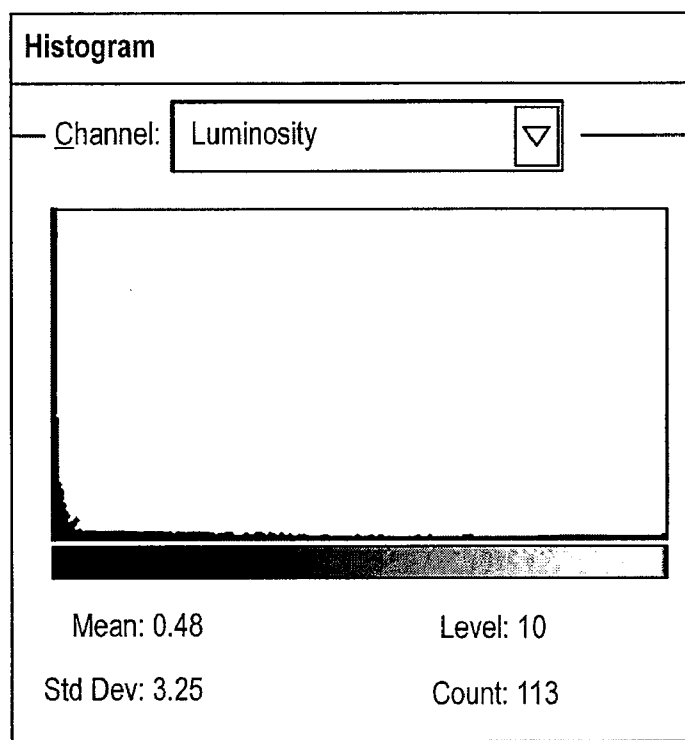 Histogram
Channel: Luminosity
Mean: 0.48
Level: 10
Std Dev: 3.25
Count: 113